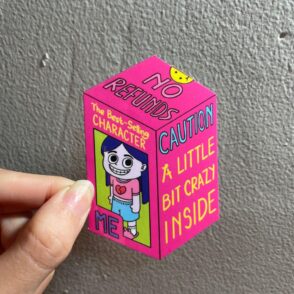 NO
REFUNDS
The Best-Selling
CHARACTER
ME
CAUTION
A LITTLE
BIT CRAZY
INSIDE